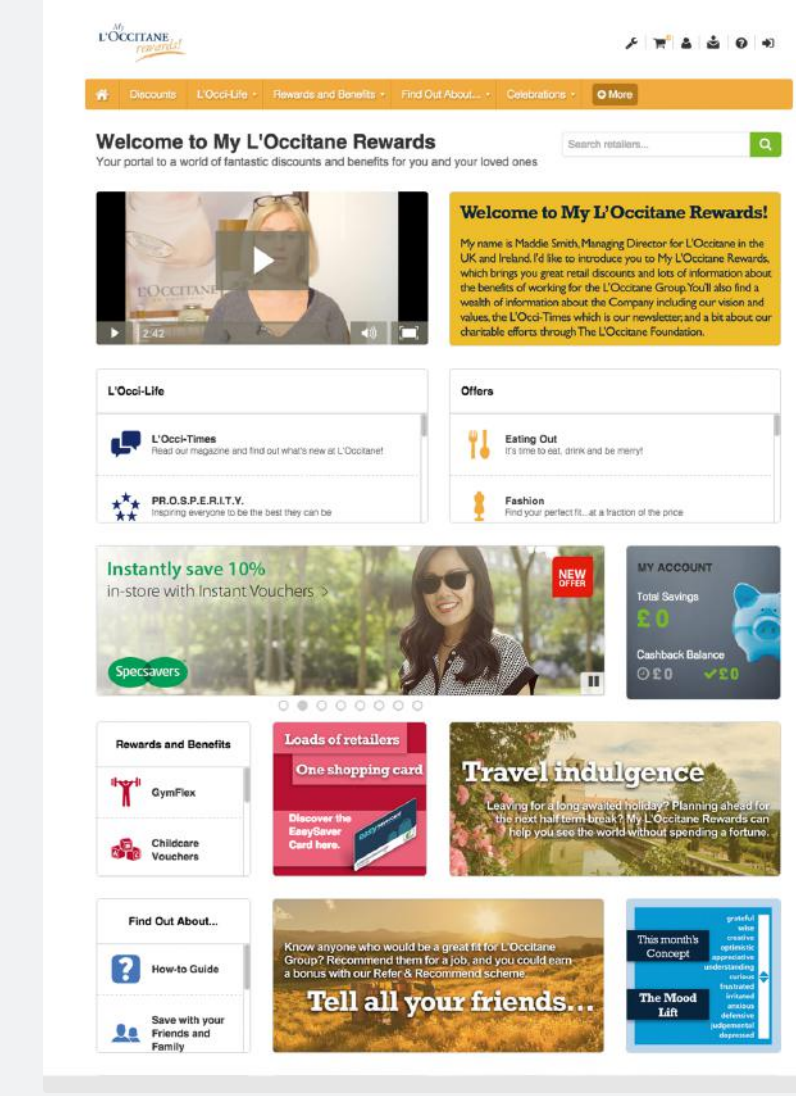 My
L'OCCITANE
rewards!
Discounts L'Occi-Life Rewards and Benefits Find Out About... Celebrations More
Welcome to My L'Occitane Rewards
Your portal to a world of fantastic discounts and benefits for you and your loved ones
Search retailers...
L'OCCITANE
2:42
Welcome to My L'Occitane Rewards!
My name is Maddie Smith, Managing Director for L'Occitane in the
UK and Ireland. I'd like to introduce you to My L'Occitane Rewards,
which brings you great retail discounts and lots of information about
the benefits of working for the L'Occitane Group. You'll also find a
wealth of information about the Company including our vision and
values, the L'Occi-Times which is our newsletter, and a bit about our
charitable efforts through The L'Occitane Foundation.
L'Occi-Life
L'Occi-Times
Read our magazine and find out what's new at L'Occitane!
PR.O.S.P.E.R.I.T.Y.
Inspiring everyone to be the best they can be
Offers
Eating Out
It's time to eat, drink and be merry!
Fashion
Find your perfect fit... at a fraction of the price
Instantly save 10%
in-store with Instant Vouchers >
NEW
OFFER
Specsavers
MY ACCOUNT
Total Savings
£0
Cashback Balance
£0 £0
Rewards and Benefits
GymFlex
Childcare
Vouchers
Loads of retailers
One shopping card
Discover the
EasySaver
Card here.
Travel indulgence
Leaving for a long awaited holiday? Planning ahead for
the next half term break? My L'Occitane Rewards can
help you see the world without spending a fortune.
Find Out About...
How-to Guide
Save with your
Friends and
Family
Know anyone who would be a great fit for L'Occitane
Group? Recommend them for a job, and you could earn
a bonus with our Refer & Recommend scheme.
Tell all your friends...
This month's
Concept
The Mood
Lift
grateful
wise
creative
optimistic
appreciative
understanding
curious
frustrated
irritated
anxious
defensive
judgemental
depressed